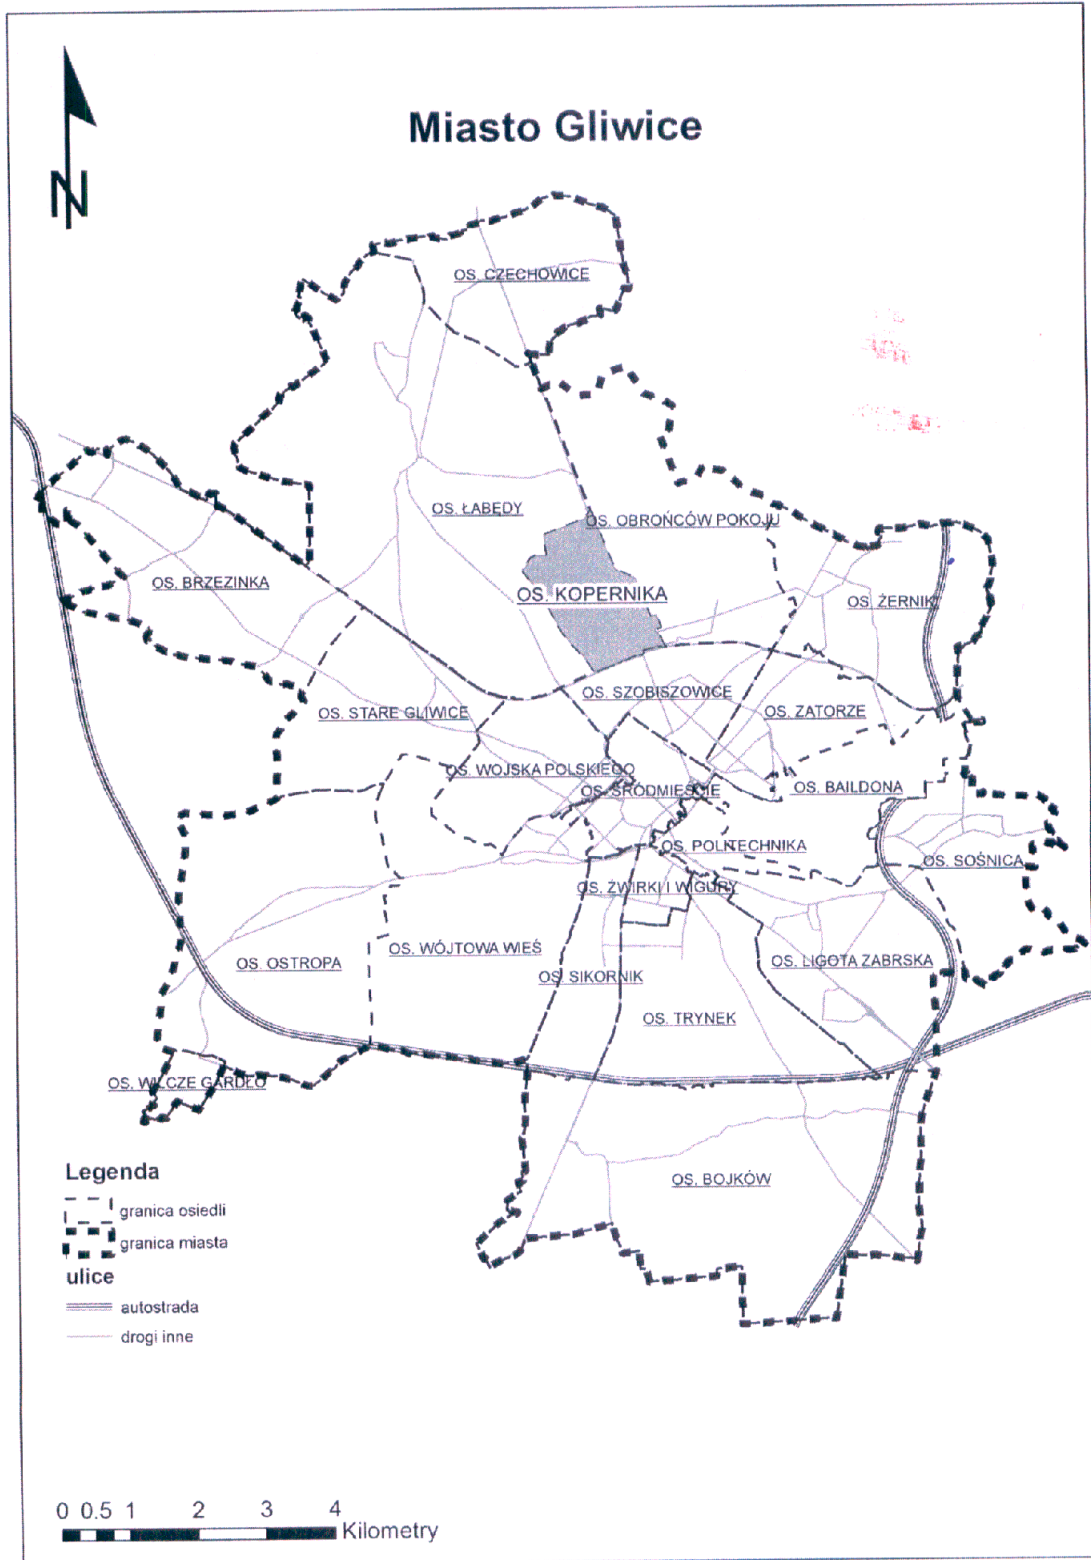 Miasto Gliwice
N
OS. CZECHOWICE
OS. ŁABĘDY
OS. OBROŃCÓW POKOJU
OS. BRZEZINKA
OS. KOPERNIKA
OS. ŻERNIKI
OS. SZOBISZOWICE
OS. STARE GLIWICE
OS. ZATORZE
OS. WOJSKA POLSKIEGO
OS. ŚRÓDMIEŚCIE
OS. BAILDONA
OS. POLITECHNIKA
OS. SOŚNICA
OS. ŻWIRKI I WIGURY
OS. WÓJTOWA WIEŚ
OS. OSTROPA
OS. LIGOTA ZABRSKA
OS. SIKORNIK
OS. TRYNEK
OS. WILCZE GARDŁO
OS. BOJKÓW
Legenda
granica osiedli
granica miasta
ulice
autostrada
drogi inne
0 0.5 1 2 3 4
Kilometry